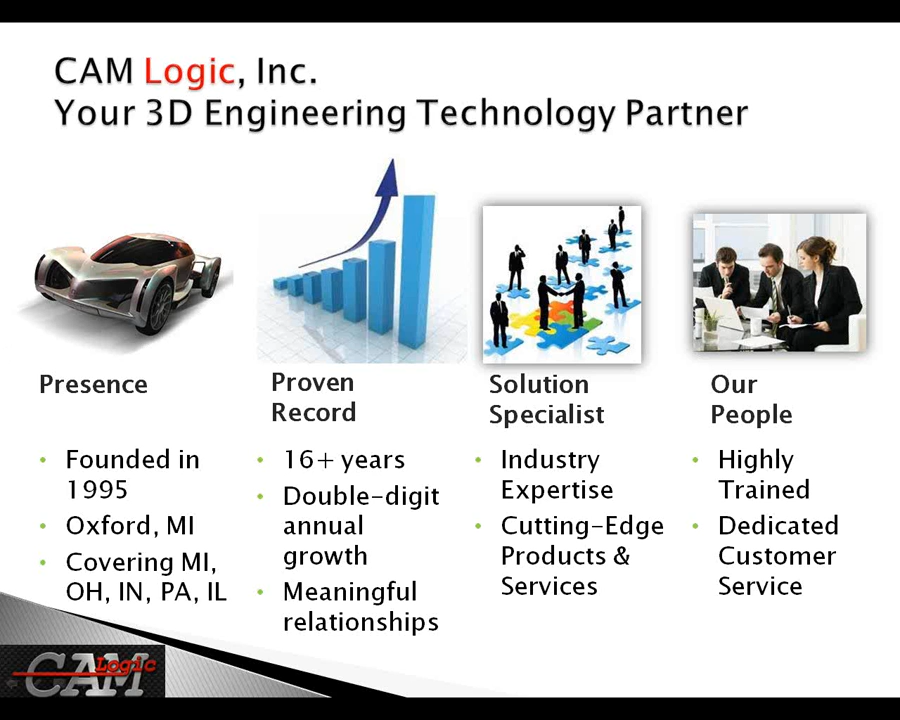 CAM Logic, Inc.
Your 3D Engineering Technology Partner
Presence
• Founded in
1995
• Oxford, MI
• Covering MI,
OH, IN, PA, IL
Proven
Record
• 16+ years
• Double-digit
annual
growth
• Meaningful
relationships
Solution
Specialist
• Industry
Expertise
• Cutting-Edge
Products &
Services
Our
People
• Highly
Trained
• Dedicated
Customer
Service
CAM Logic